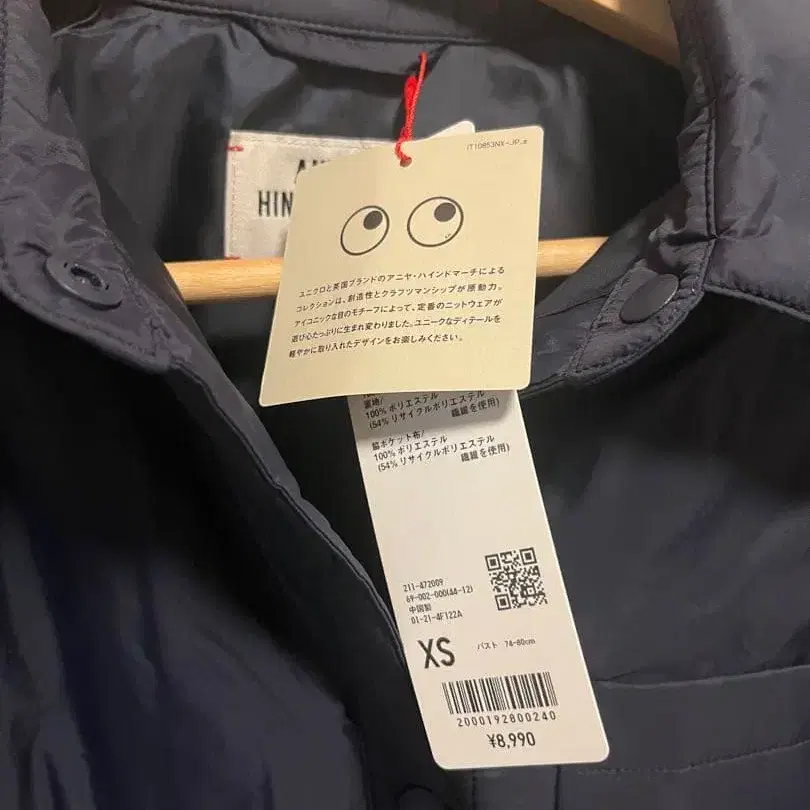 HIN
iT10853NX-JP_a
ユニクロと英国ブランドのアニヤ・ハインドマーチによる
コレクションは、創造性とクラフツマンシップが原動力。
アイコニックな目のモチーフによって、定番のニットウェアが
遊び心たっぷりに生まれ変わりました。ユニークなディテールを
軽やかに取り入れたデザインをお楽しみください。
裏地/
100% ポリエステル
(54% リサイクルポリエステル 繊維を使用)
脇ポケット布/
100% ポリエステル
(54% リサイクルポリエステル 繊維を使用)
211-472009
69-002-000(44-12)
中国製
01-21-4F122A
XS バスト 74-80cm
2000192800240
¥8,990